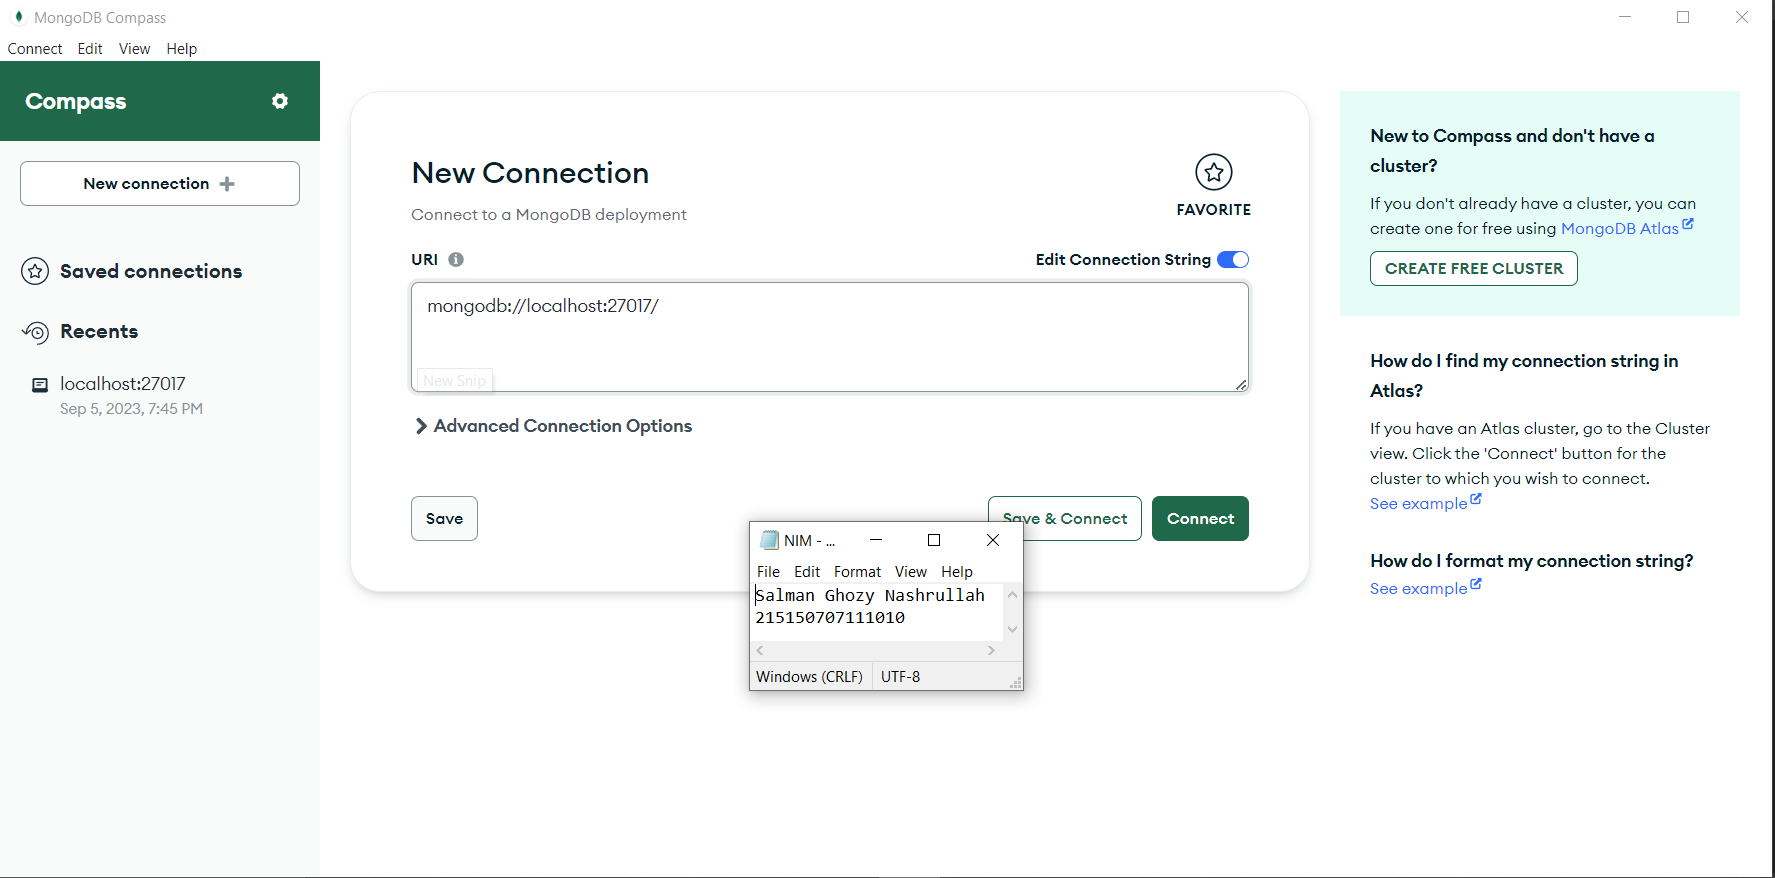 MongoDB Compass
Connect Edit View Help
Compass
New connection
Saved connections
Recents
localhost:27017
Sep 5, 2023, 7:45 PM
New Connection
Connect to a MongoDB deployment
FAVORITE
URI
Edit Connection String
mongodb://localhost:27017/
New Snip
Advanced Connection Options
Save
Save & Connect
Connect
NIM - ...
File Edit Format View Help
Salman Ghozy Nashrullah
215150707111010
Windows (CRLF) UTF-8
New to Compass and don't have a
cluster?
If you don't already have a cluster, you can
create one for free using MongoDB Atlas
CREATE FREE CLUSTER
How do I find my connection string in
Atlas?
If you have an Atlas cluster, go to the Cluster
view. Click the 'Connect' button for the
cluster to which you wish to connect.
See example
How do I format my connection string?
See example